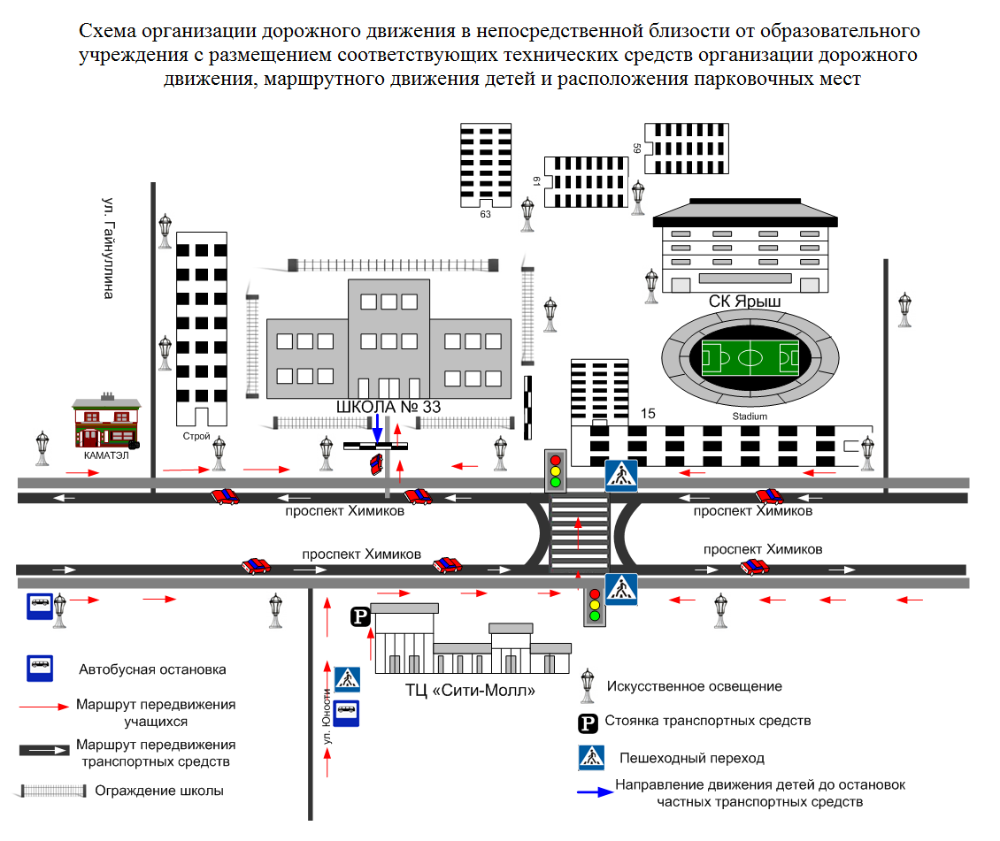 Схема организации дорожного движения в непосредственной близости от образовательного
учреждения с размещением соответствующих технических средств организации дорожного
движения, маршрутного движения детей и расположения парковочных мест
59
61
63
ул. Гайнуллина
СК Ярыш
ШКОЛА № 33
15
Stadium
Строй
КАМАТЭЛ
проспект Химиков
проспект Химиков
проспект Химиков
проспект Химиков
P
ТЦ «Сити-Молл»
ул. Юности
Автобусная остановка
Маршрут передвижения
учащихся
Маршрут передвижения
транспортных средств
Ограждение школы
Искусственное освещение
P
Стоянка транспортных средств
Пешеходный переход
Направление движения детей до остановок
частных транспортных средств